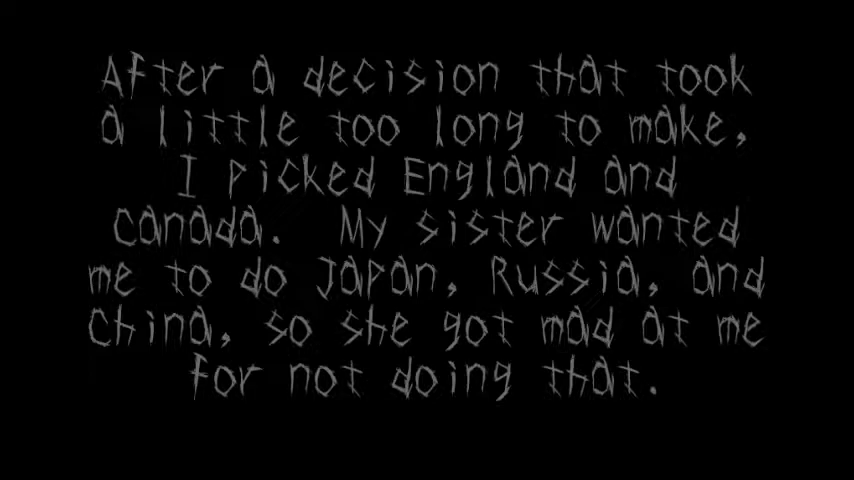 After a decision that took
a little too long to make,
I picked England and
Canada.  My sister wanted
me to do Japan, Russia, and
China, so she got mad at me
for not doing that.